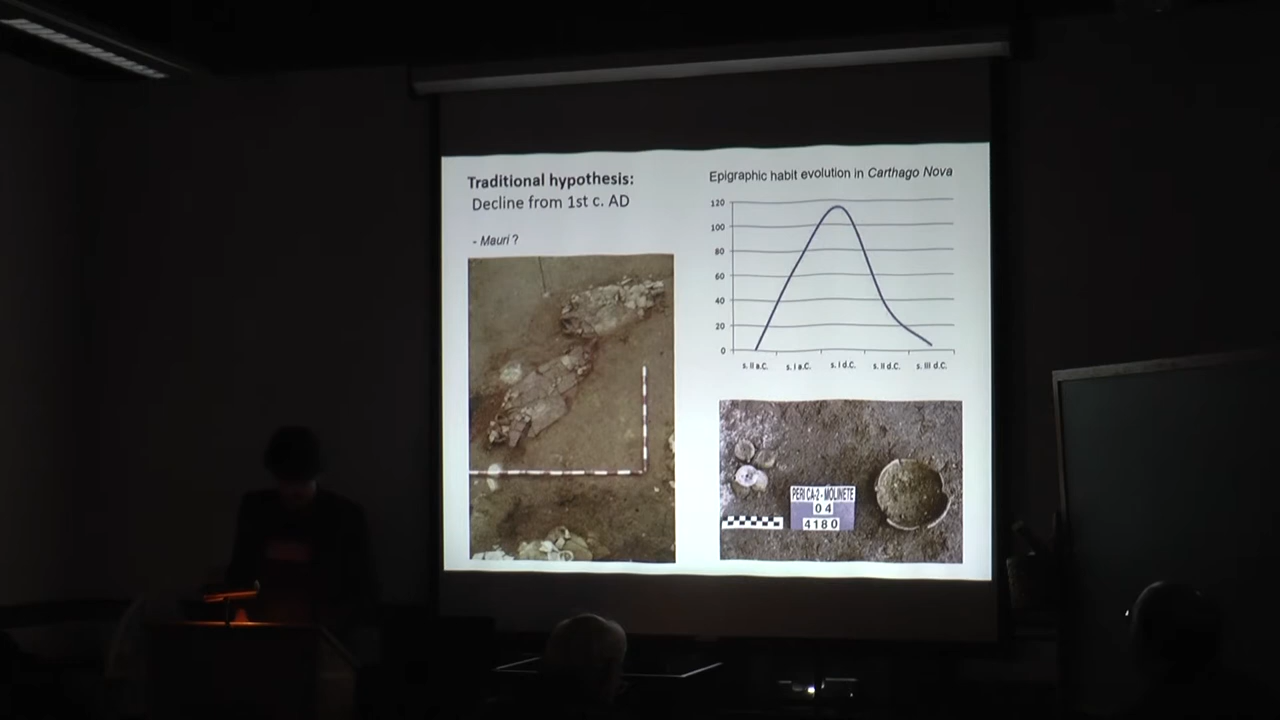 Traditional hypothesis:
Decline from 1st c. AD
- Mauri ?
Epigraphic habit evolution in Carthago Nova
120
100
80
60
40
20
0
s. II a.C.
s. I a.C.
s. I d.C.
s. II d.C.
s. III d.C.
PERI CA-2 - MOLINETE
04
4180